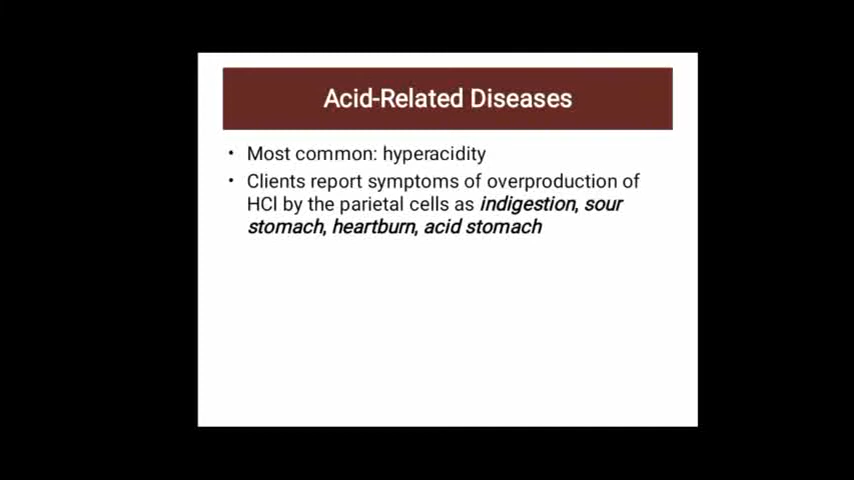 Acid-Related Diseases
• Most common: hyperacidity
• Clients report symptoms of overproduction of
HCl by the parietal cells as indigestion, sour
stomach, heartburn, acid stomach